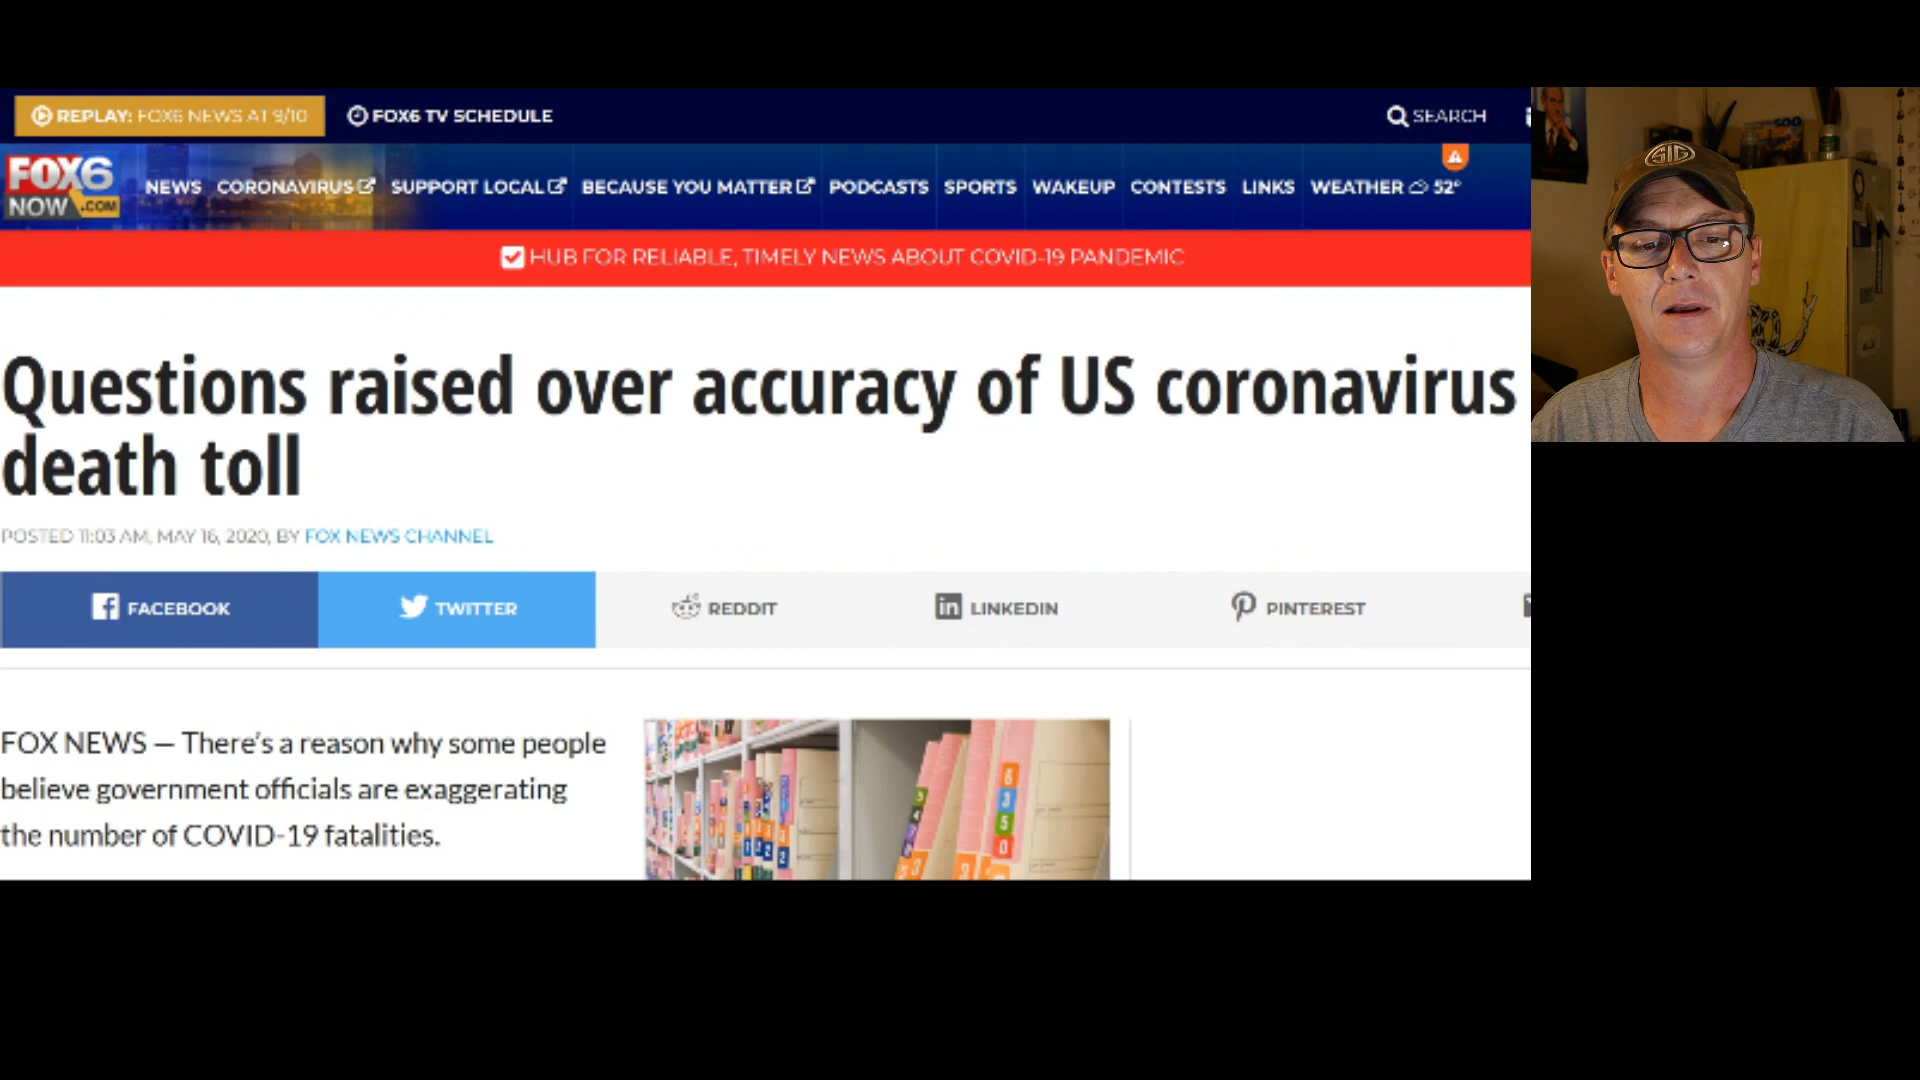 REPLAY: FOX6 NEWS AT 9/10
FOX6 TV SCHEDULE
SEARCH
FOX6
NOW .COM
NEWS CORONAVIRUS SUPPORT LOCAL BECAUSE YOU MATTER PODCASTS SPORTS WAKEUP CONTESTS LINKS WEATHER 52°
HUB FOR RELIABLE, TIMELY NEWS ABOUT COVID-19 PANDEMIC
Questions raised over accuracy of US coronavirus
death toll
POSTED 11:03 AM, MAY 16, 2020, BY FOX NEWS CHANNEL
FACEBOOK
TWITTER
REDDIT
LINKEDIN
PINTEREST
FOX NEWS — There's a reason why some people
believe government officials are exaggerating
the number of COVID-19 fatalities.
SIG